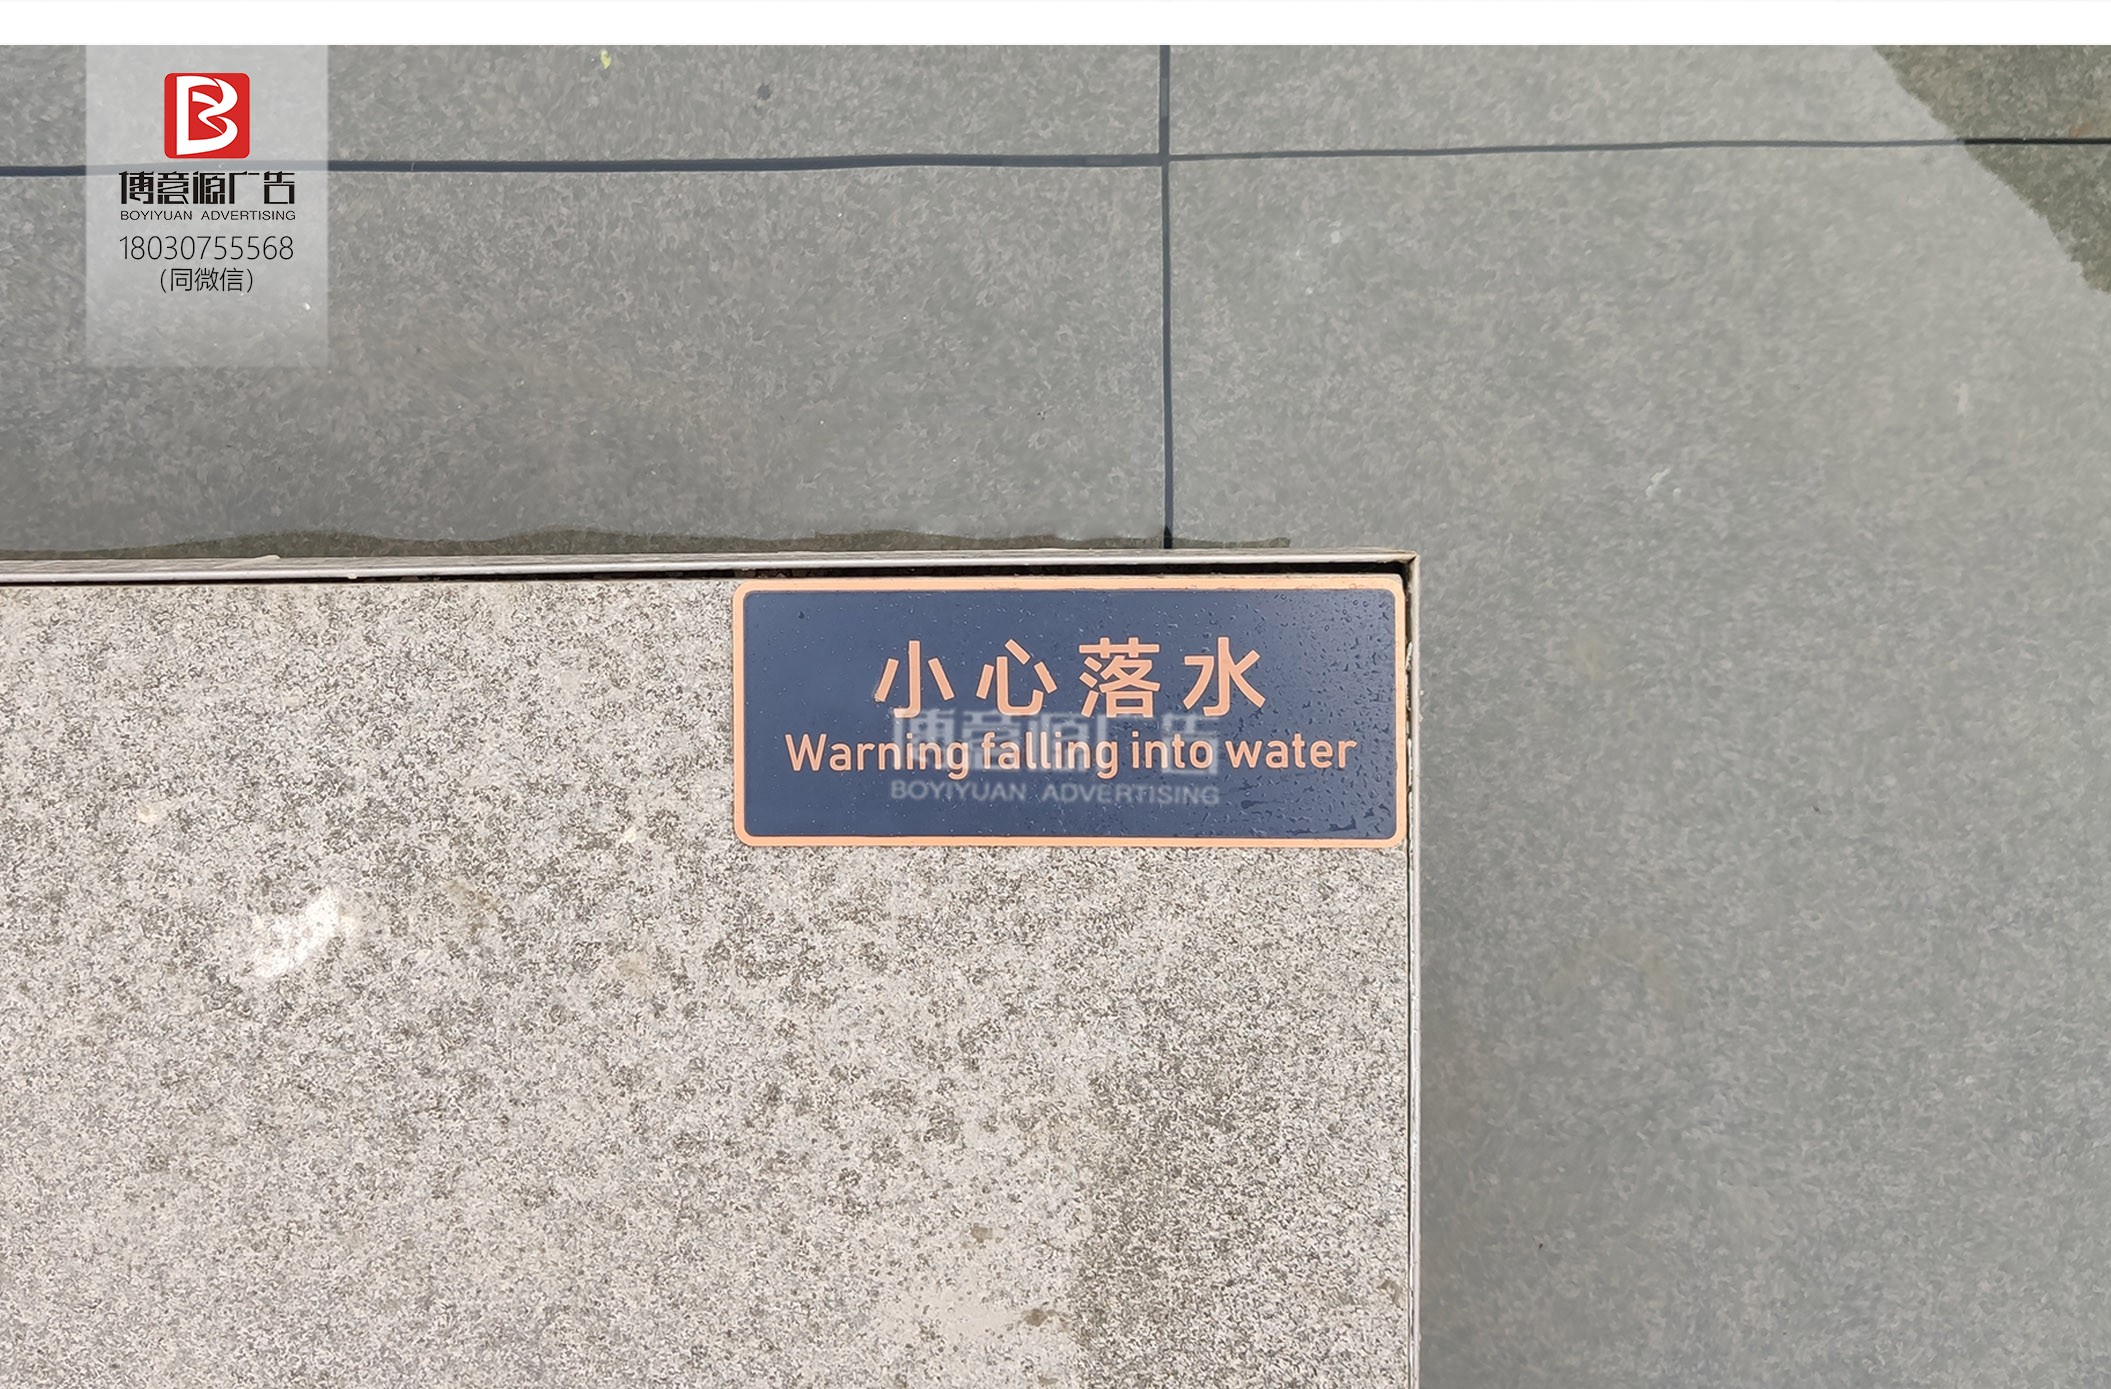 博意源广告
BOYIYUAN ADVERTISING
18030755568
(同微信)
小心落水
Warning falling into water
博意源广告
BOYIYUAN ADVERTISING